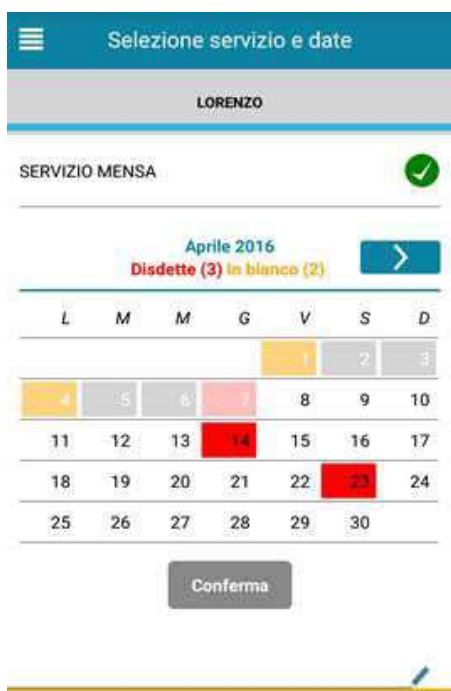 Selezione servizio e date
LORENZO
SERVIZIO MENSA
Aprile 2016
Disdette (3) In bianco (2)
L M M G V S D
1 2 3
4 5 6 7 8 9 10
11 12 13 14 15 16 17
18 19 20 21 22 23 24
25 26 27 28 29 30
Conferma